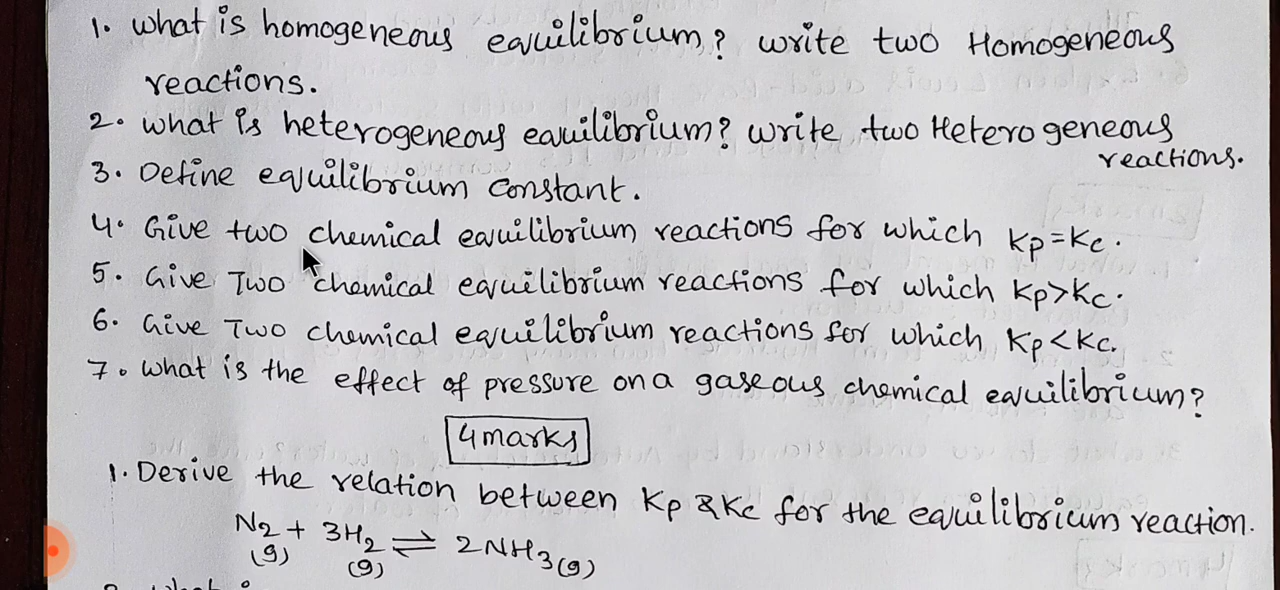 1. What is homogeneous equilibrium? write two Homogeneous
reactions.
2. what is heterogeneous equilibrium? write two Heterogeneous
reactions.
3. Define equilibrium constant.
4. Give two chemical equilibrium reactions for which Kp=Kc.
5. Give Two chemical equilibrium reactions for which Kp>Kc.
6. Give Two chemical equilibrium reactions for which Kp<Kc.
7. what is the effect of pressure on a gaseous chemical equilibrium?
4marks
1. Derive the relation between Kp & Kc for the equilibrium reaction.
N2(g) + 3H2(g) ⇌ 2NH3(g)